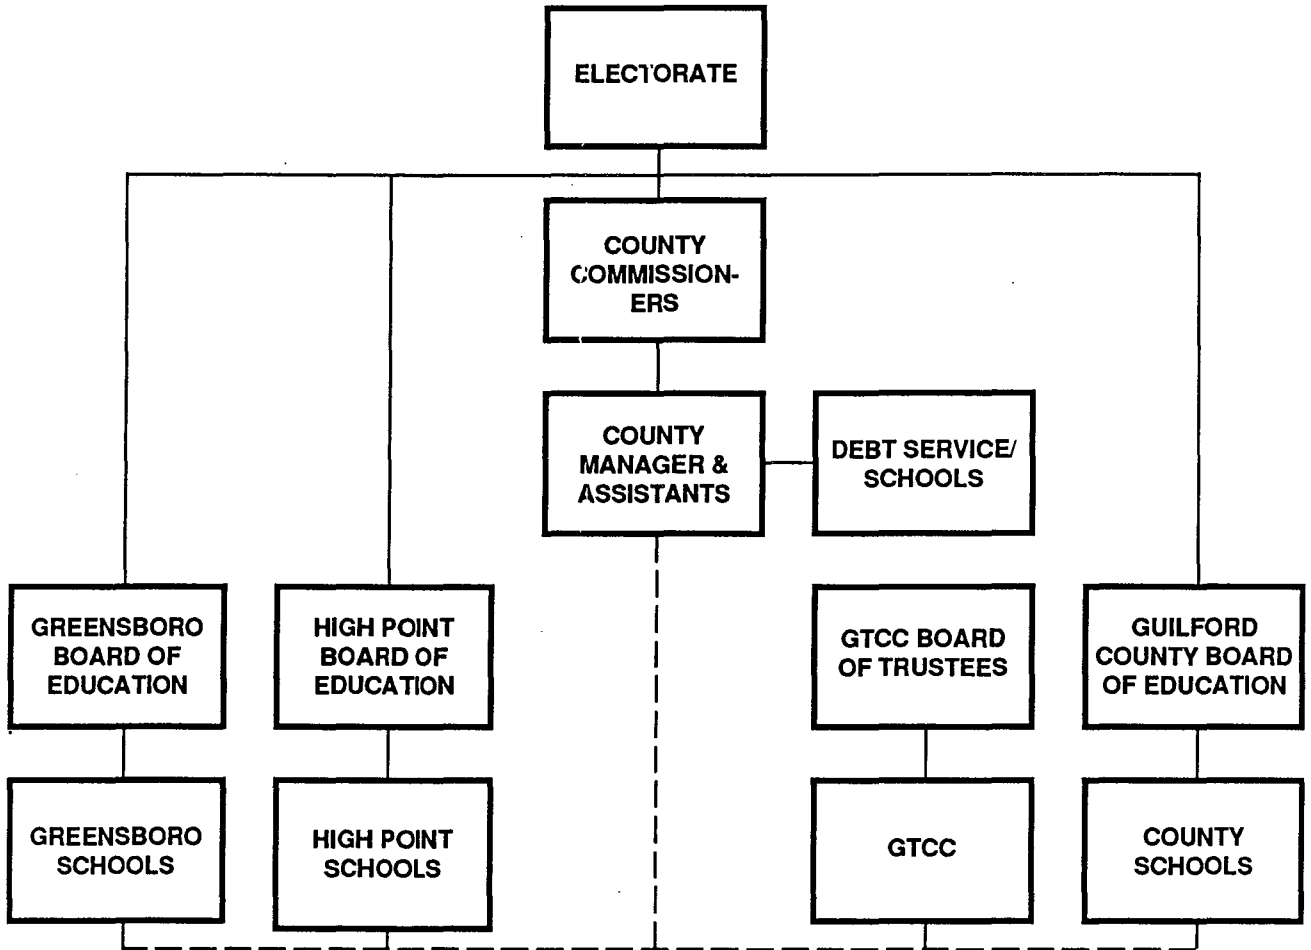 ELECTORATE
COUNTY
COMMISSION-
ERS
COUNTY
MANAGER &
ASSISTANTS
DEBT SERVICE/
SCHOOLS
GREENSBORO
BOARD OF
EDUCATION
HIGH POINT
BOARD OF
EDUCATION
GTCC BOARD
OF TRUSTEES
GUILFORD
COUNTY BOARD
OF EDUCATION
GREENSBORO
SCHOOLS
HIGH POINT
SCHOOLS
GTCC
COUNTY
SCHOOLS